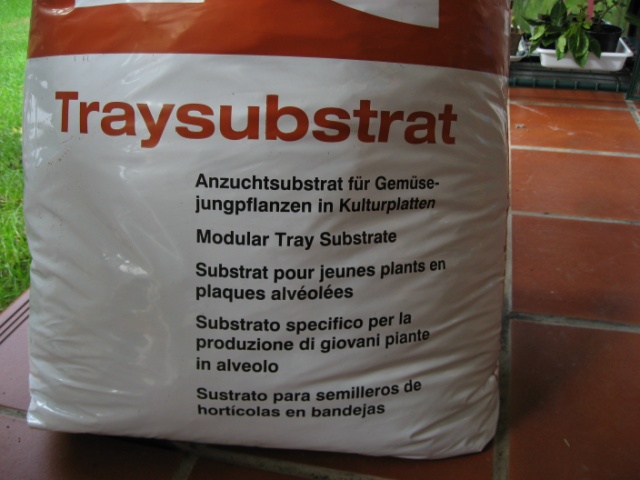 Traysubstrat
Anzuchtsubstrat für Gemüse-
jungpflanzen in Kulturplatten
Modular Tray Substrate
Substrat pour jeunes plants en
plaques alvéolées
Substrato specifico per la
produzione di giovani piante
in alveolo
Sustrato para semilleros de
hortícolas en bandejas